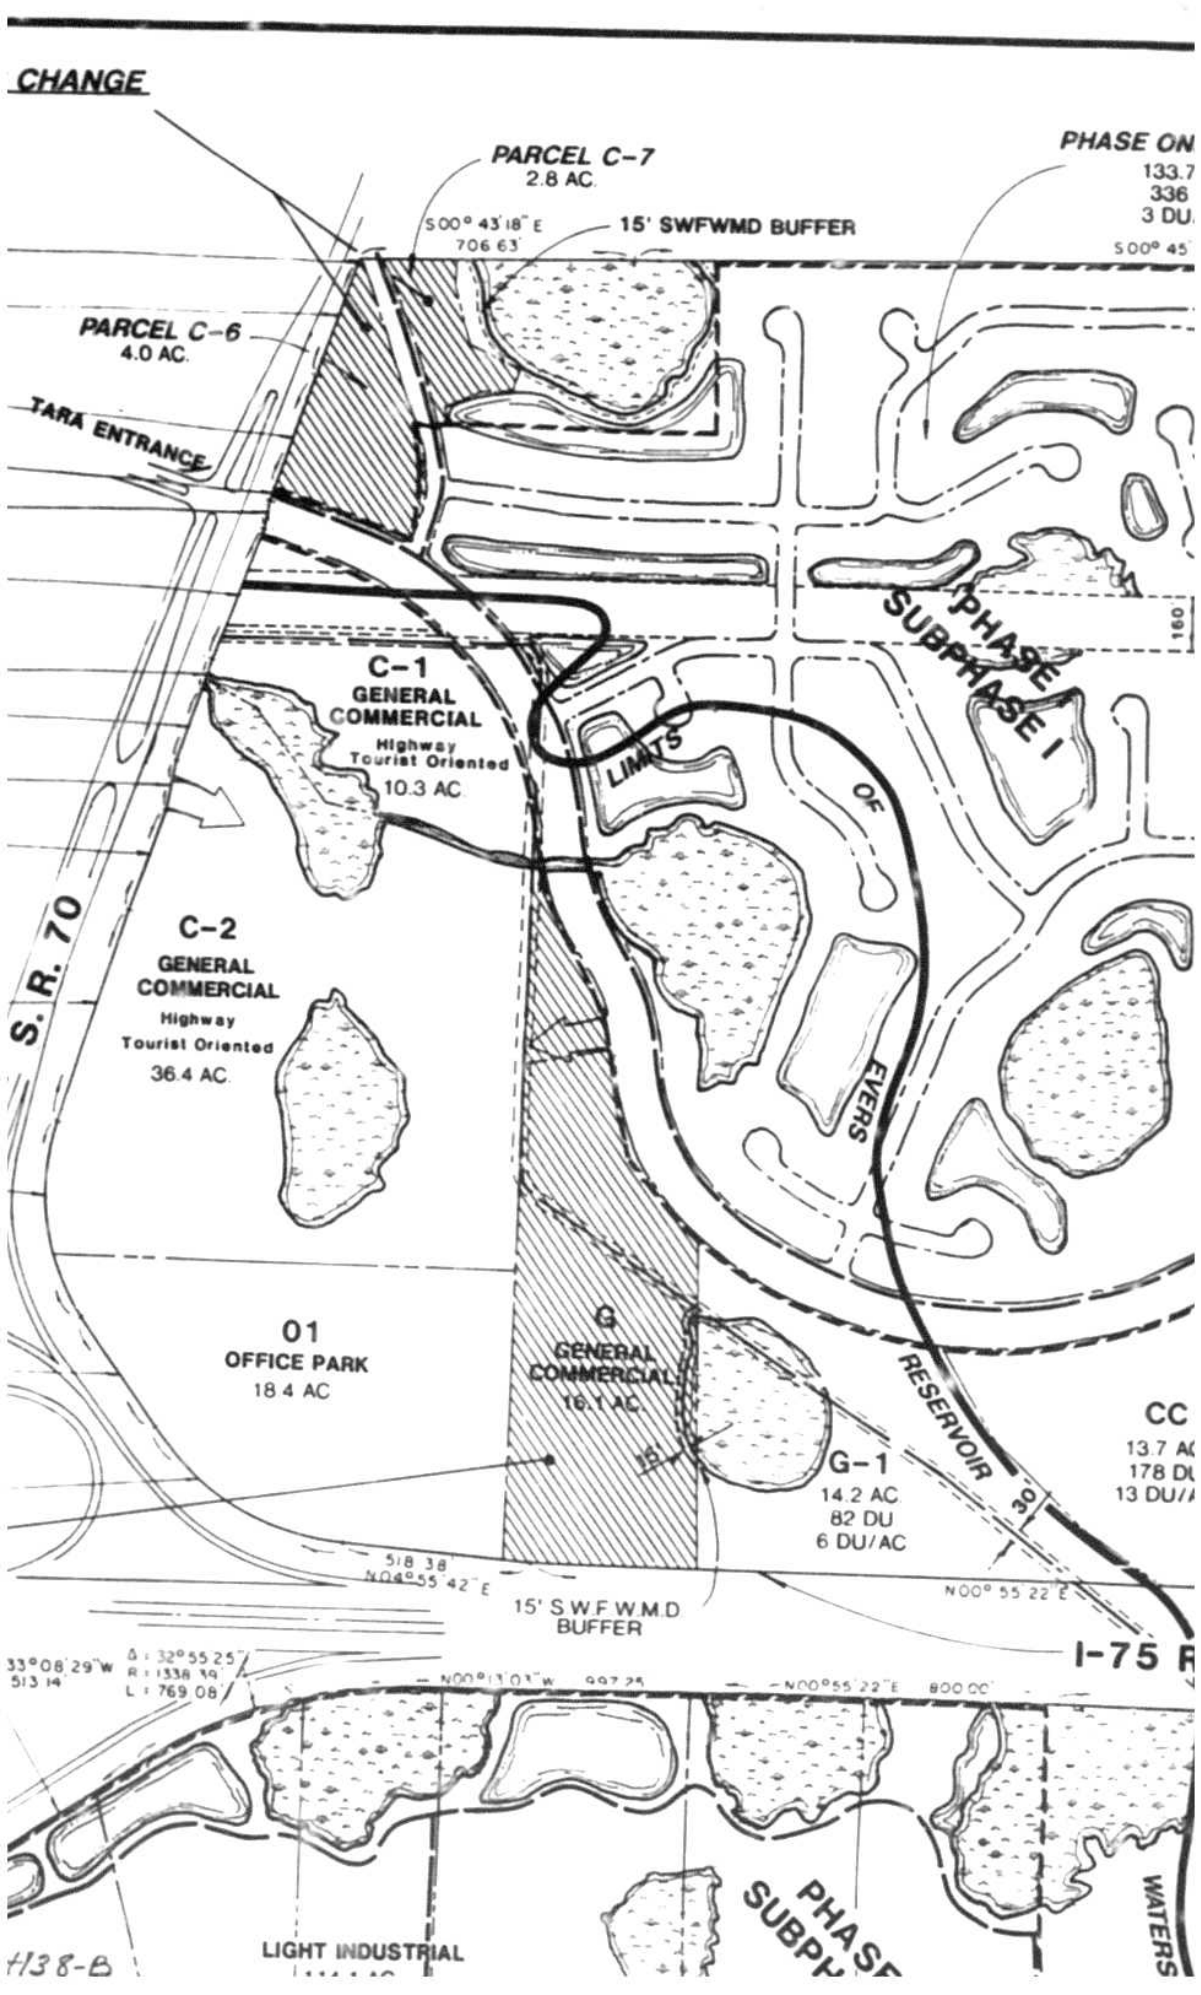 CHANGE
PARCEL C-7
2.8 AC.
S00° 43' 18" E
706 63'
15' SWFWMD BUFFER
PHASE ON
133.7
336
3 DU
S00° 45'
PARCEL C-6
4.0 AC.
TARA ENTRANCE
C-1
GENERAL
COMMERCIAL
Highway
Tourist Oriented
10.3 AC.
PHASE I
SUBPHASE I
160
LIMITS
OF
EVERS
RESERVOIR
S. R. 70
C-2
GENERAL
COMMERCIAL
Highway
Tourist Oriented
36.4 AC.
01
OFFICE PARK
18 4 AC
G
GENERAL
COMMERCIAL
16.1 AC.
15'
G-1
14.2 AC.
82 DU
6 DU/AC
CC
13.7 AC
178 DU
13 DU/A
30'
518 38'
N04° 55' 42" E
15' S.W.F.W.M.D.
BUFFER
N00° 55' 22" E
I-75 R
33° 08' 29" W
513 14'
Δ = 32° 55' 25"
R = 1338 39'
L = 769 08'
N00° 13' 03" W 997.25
N00° 55' 22" E 800 00'
LIGHT INDUSTRIAL
PHASE
SUBPH
WATERS
H38-B